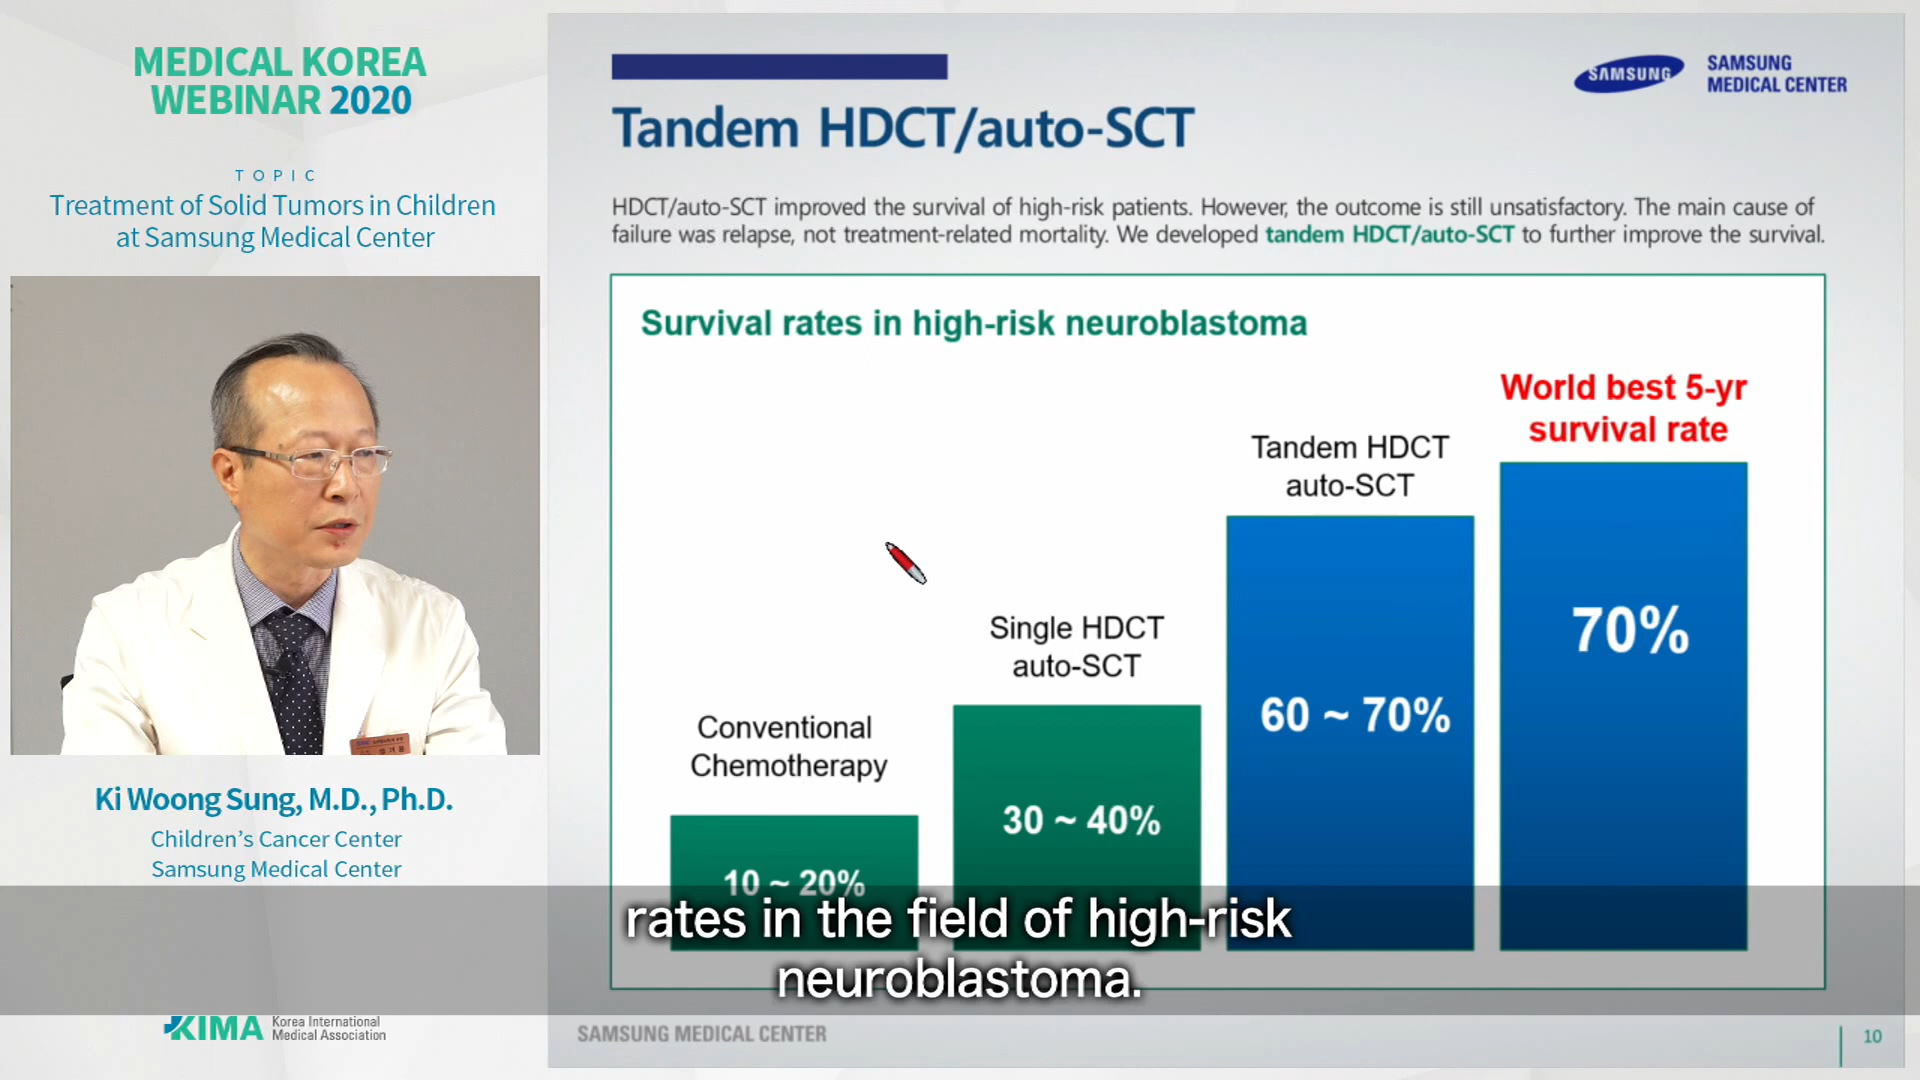 MEDICAL KOREA
WEBINAR 2020
TOPIC
Treatment of Solid Tumors in Children
at Samsung Medical Center
Ki Woong Sung, M.D., Ph.D.
Children's Cancer Center
Samsung Medical Center
KIMA Korea International
Medical Association
SAMSUNG
SAMSUNG
MEDICAL CENTER
Tandem HDCT/auto-SCT
HDCT/auto-SCT improved the survival of high-risk patients. However, the outcome is still unsatisfactory. The main cause of
failure was relapse, not treatment-related mortality. We developed tandem HDCT/auto-SCT to further improve the survival.
Survival rates in high-risk neuroblastoma
Conventional
Chemotherapy
10 ~ 20%
Single HDCT
auto-SCT
30 ~ 40%
Tandem HDCT
auto-SCT
60 ~ 70%
World best 5-yr
survival rate
70%
rates in the field of high-risk
neuroblastoma.
SAMSUNG MEDICAL CENTER
10